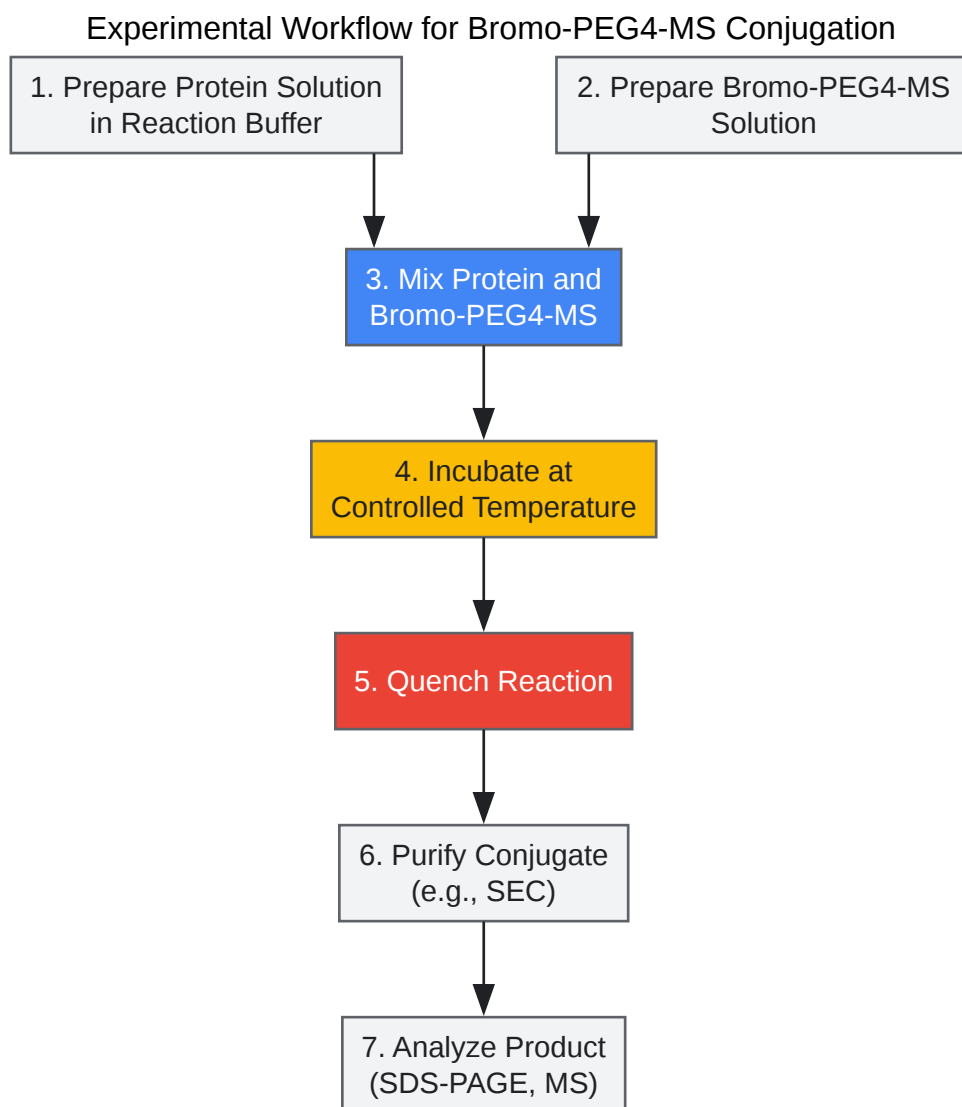 Experimental Workflow for Bromo-PEG4-MS Conjugation
1. Prepare Protein Solution
in Reaction Buffer
2. Prepare Bromo-PEG4-MS
Solution
3. Mix Protein and
Bromo-PEG4-MS
4. Incubate at
Controlled Temperature
5. Quench Reaction
6. Purify Conjugate
(e.g., SEC)
7. Analyze Product
(SDS-PAGE, MS)